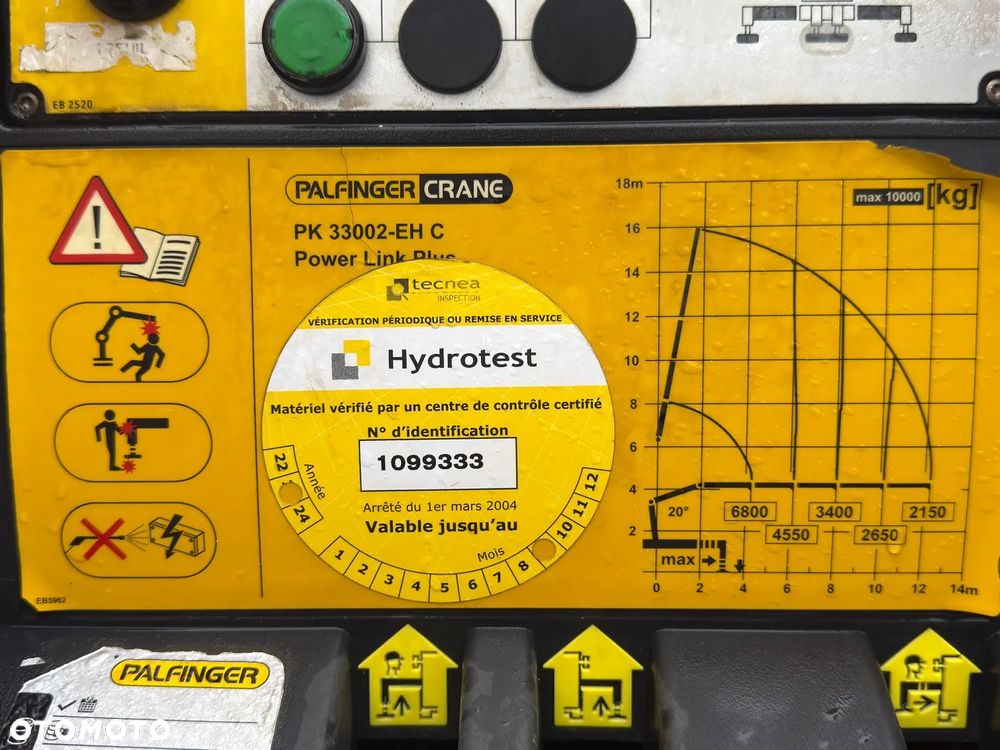 EB 2520
PALFINGER CRANE
PK 33002-EH C
Power Link Plus
tecnea
INSPECTION
VÉRIFICATION PÉRIODIQUE OU REMISE EN SERVICE
Hydrotest
Matériel vérifié par un centre de contrôle certifié
N° d'identification
1099333
Arrêté du 1er mars 2004
Valable jusqu'au
Année
22
24
Mois
1 2 3 4 5 6 7 8 10 11 12
max 10000 [kg]
18m
16
14
12
10
8
6
4
2
20°
6800
3400
2150
4550
2650
max
0 2 4 6 8 10 12 14m
EB5962
PALFINGER
OTOMOTO